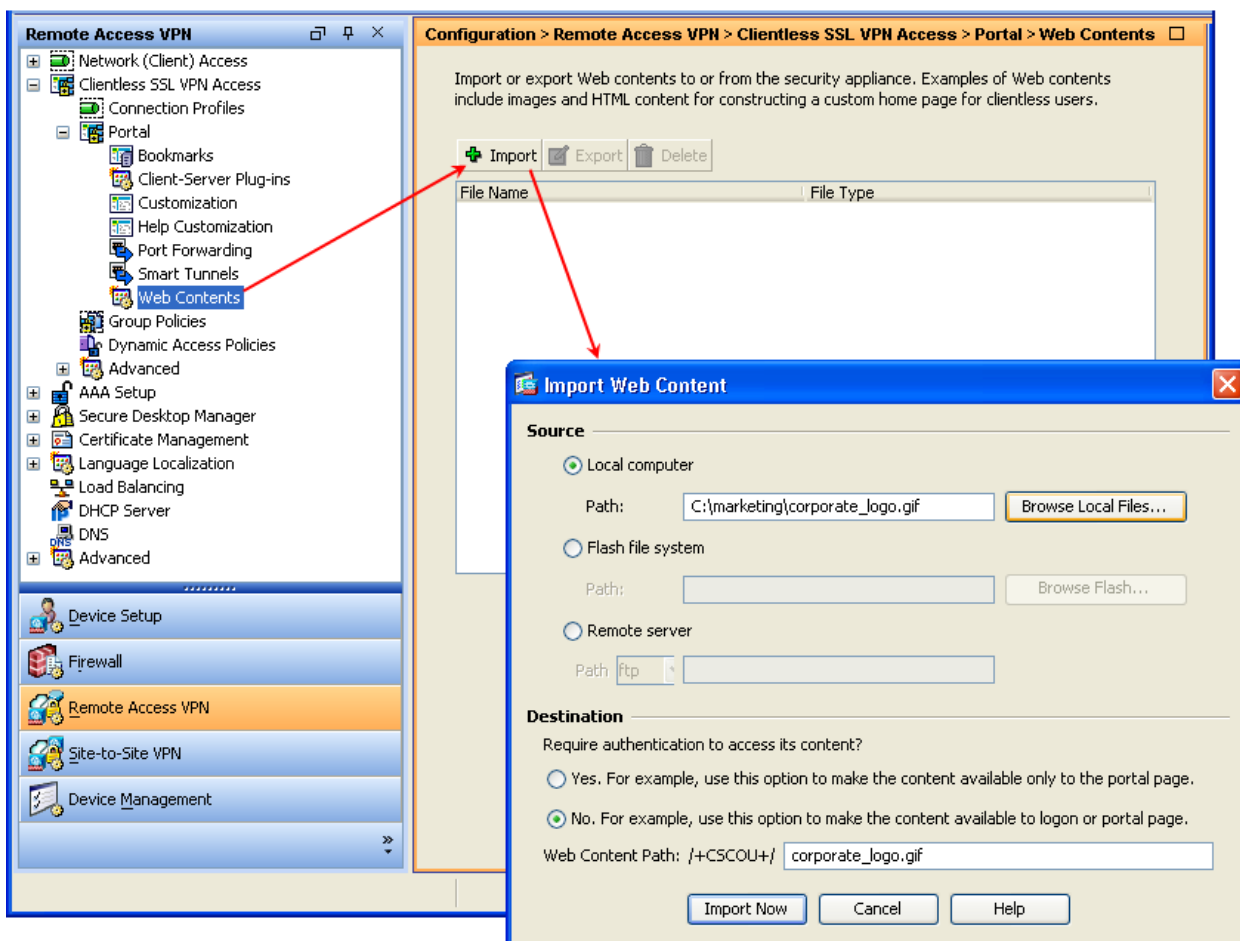 Remote Access VPN
Network (Client) Access
Clientless SSL VPN Access
Connection Profiles
Portal
Bookmarks
Client-Server Plug-ins
Customization
Help Customization
Port Forwarding
Smart Tunnels
Web Contents
Group Policies
Dynamic Access Policies
Advanced
AAA Setup
Secure Desktop Manager
Certificate Management
Language Localization
Load Balancing
DHCP Server
DNS
DNS
Advanced
Device Setup
Firewall
Remote Access VPN
Site-to-Site VPN
Device Management
»
Configuration > Remote Access VPN > Clientless SSL VPN Access > Portal > Web Contents
Import or export Web contents to or from the security appliance. Examples of Web contents
include images and HTML content for constructing a custom home page for clientless users.
Import Export Delete
File Name File Type
Import Web Content
Source
Local computer
Path: C:\marketing\corporate_logo.gif Browse Local Files...
Flash file system
Path: Browse Flash...
Remote server
Path ftp
Destination
Require authentication to access its content?
Yes. For example, use this option to make the content available only to the portal page.
No. For example, use this option to make the content available to logon or portal page.
Web Content Path: /+CSCOU+/ corporate_logo.gif
Import Now Cancel Help